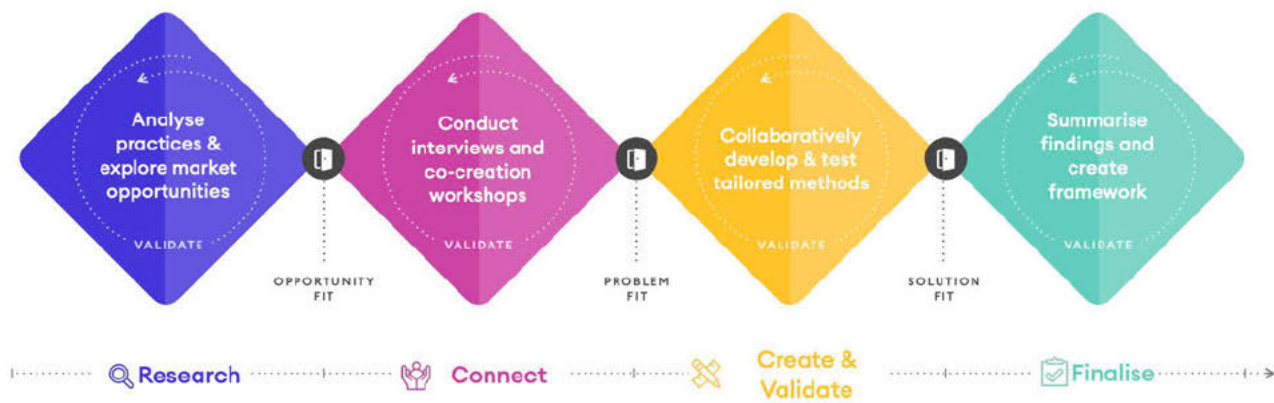 Analyse
practices &
explore market
opportunities
VALIDATE
OPPORTUNITY
FIT
Conduct
interviews and
co-creation
workshops
VALIDATE
PROBLEM
FIT
Collaboratively
develop & test
tailored methods
VALIDATE
SOLUTION
FIT
Summarise
findings and
create
framework
VALIDATE
Research
Connect
Create &
Validate
Finalise